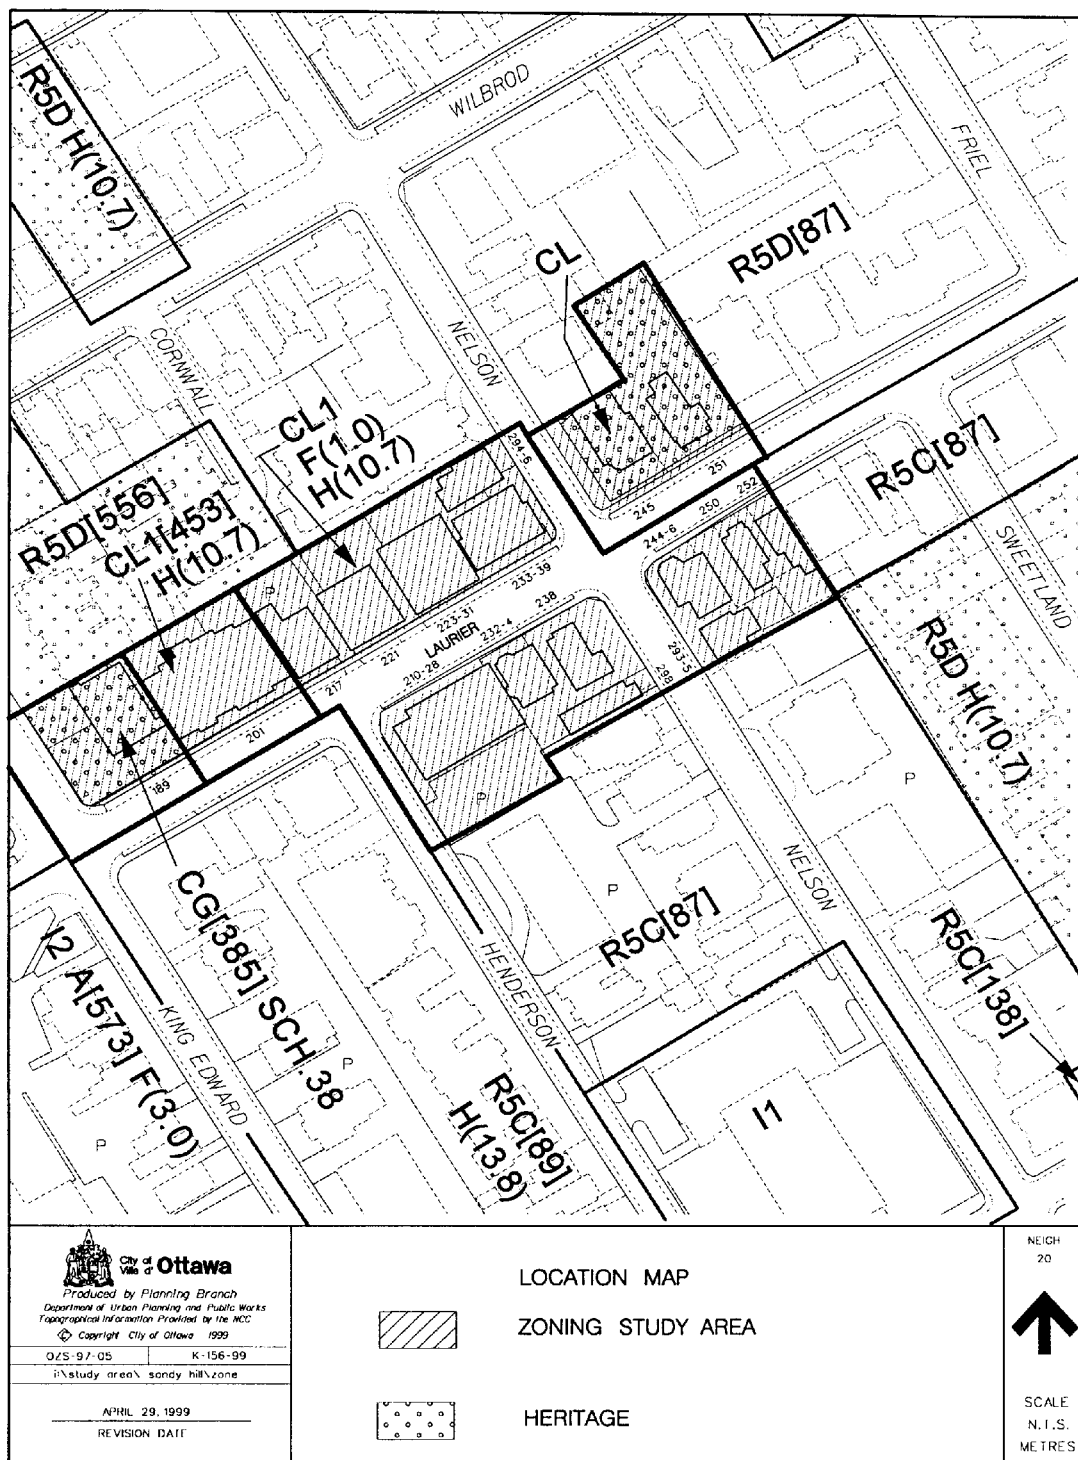 R5D H(10.7)
WILBROD
FRIEL
CL
R5D[87]
CORNWALL
NELSON
CL1
F(1.0)
H(10.7)
294-6
R5D[556]
CL1[453]
H(10.7)
251
245
252
250
244-6
R5C[87]
SWEETLAND
P
233-39
223-31
LAURIER
221
217
238
232-4
210-28
298
293-5
R5D H(10.7)
201
189
P
P
P
CG[385] SCH.38
I2 A[573] F(3.0)
KING EDWARD
HENDERSON
R5C[87]
NELSON
R5C[138]
P
P
R5C[89]
H(13.8)
I1
City of
Ville d'
Ottawa
Produced by Planning Branch
Department of Urban Planning and Public Works
Topographical Information Provided by the NCC
Copyright City of Ottawa 1999
OZS-97-05
K-156-99
i:\study area\ sandy hill\zone
APRIL 29, 1999
REVISION DATE
LOCATION MAP
ZONING STUDY AREA
HERITAGE
NEIGH
20
SCALE
N.T.S.
METRES